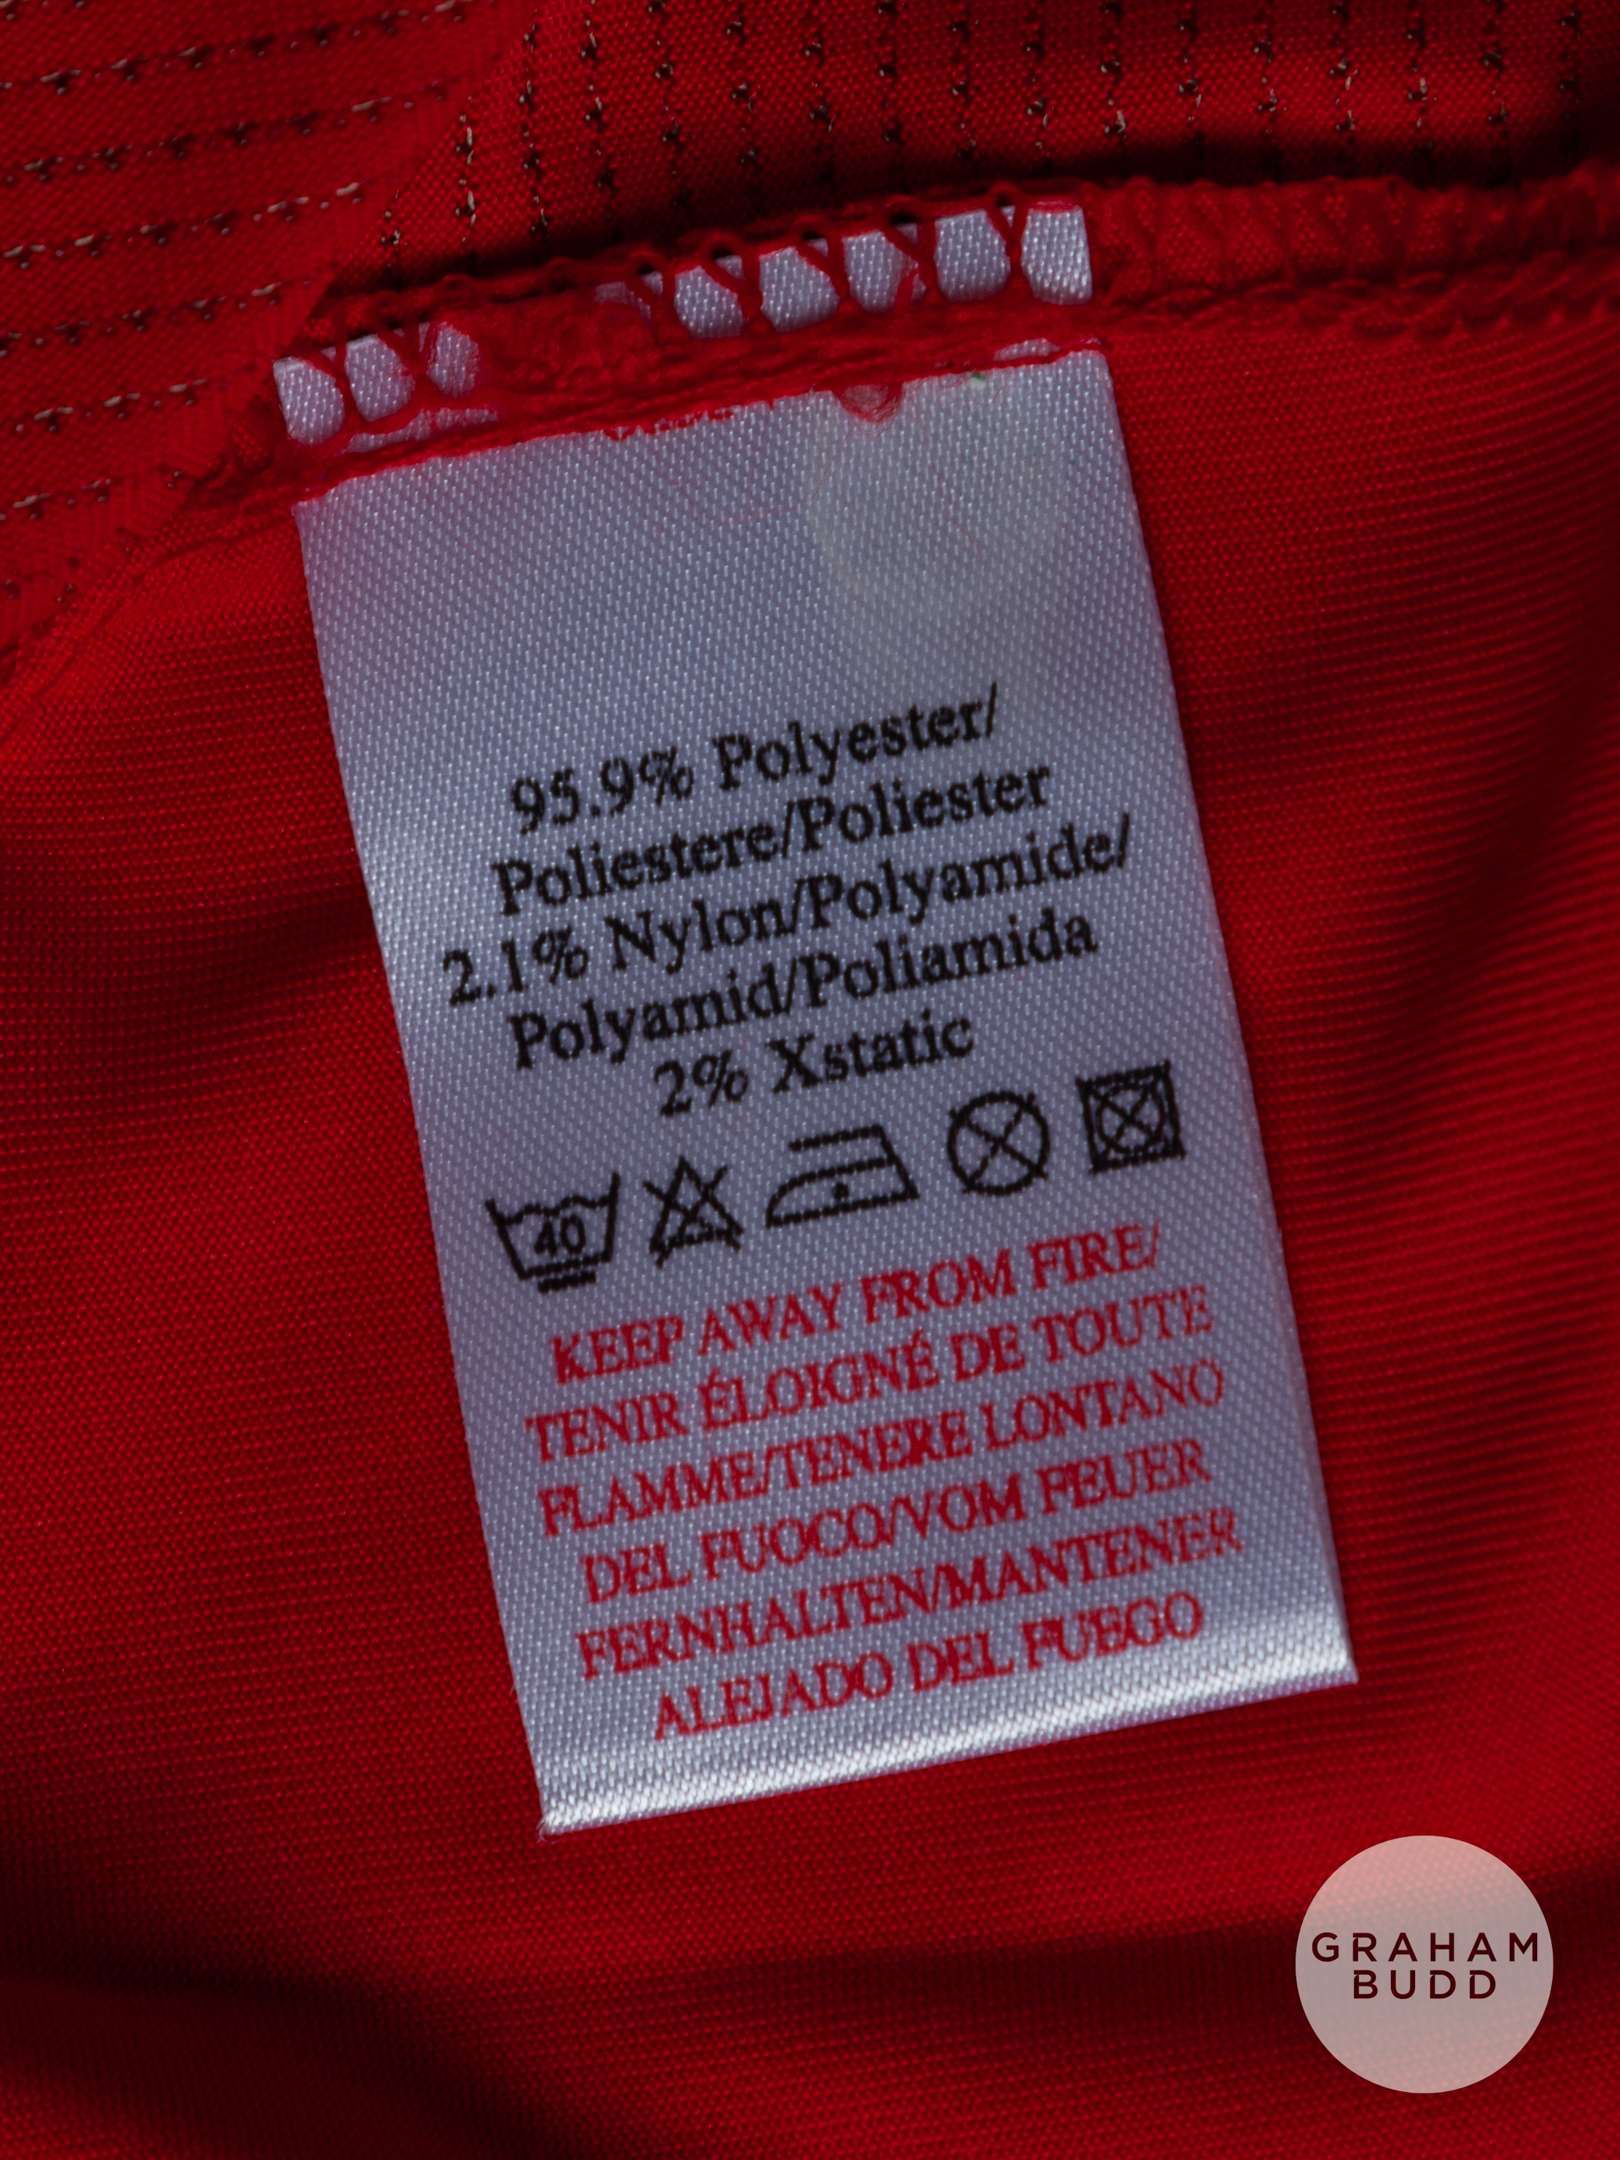 95.9% Polyester/
Poliestere/Poliester
2.1% Nylon/Polyamide/
Polyamid/Poliamida
2% Xstatic
40
KEEP AWAY FROM FIRE/
TENIR ÉLOIGNÉ DE TOUTE
FLAMME/TENERE LONTANO
DEL FUOCO/VOM FEUER
FERNHALTEN/MANTENER
ALEJADO DEL FUEGO
GRAHAM
BUDD